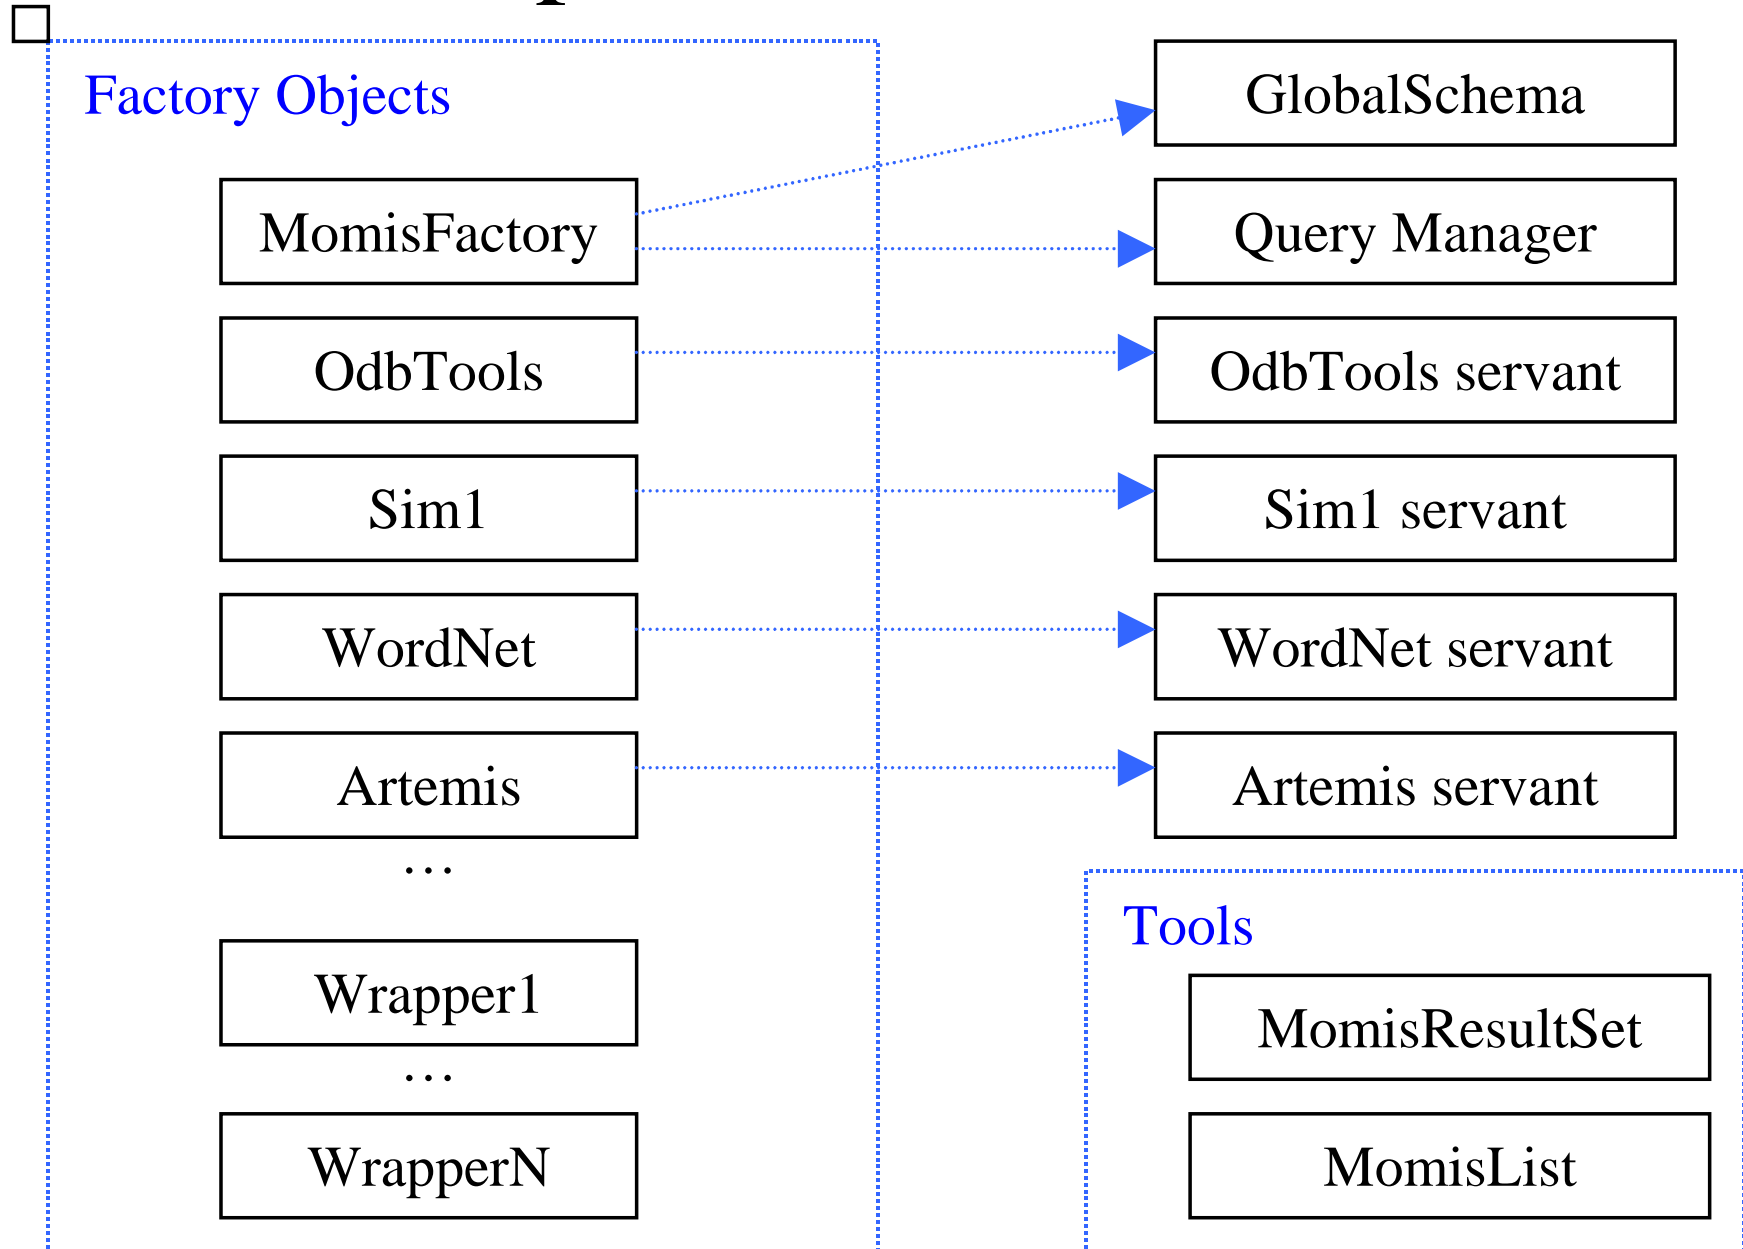 Factory Objects
MomisFactory
OdbTools
Sim1
WordNet
Artemis
...
Wrapper1
...
WrapperN
GlobalSchema
Query Manager
OdbTools servant
Sim1 servant
WordNet servant
Artemis servant
Tools
MomisResultSet
MomisList